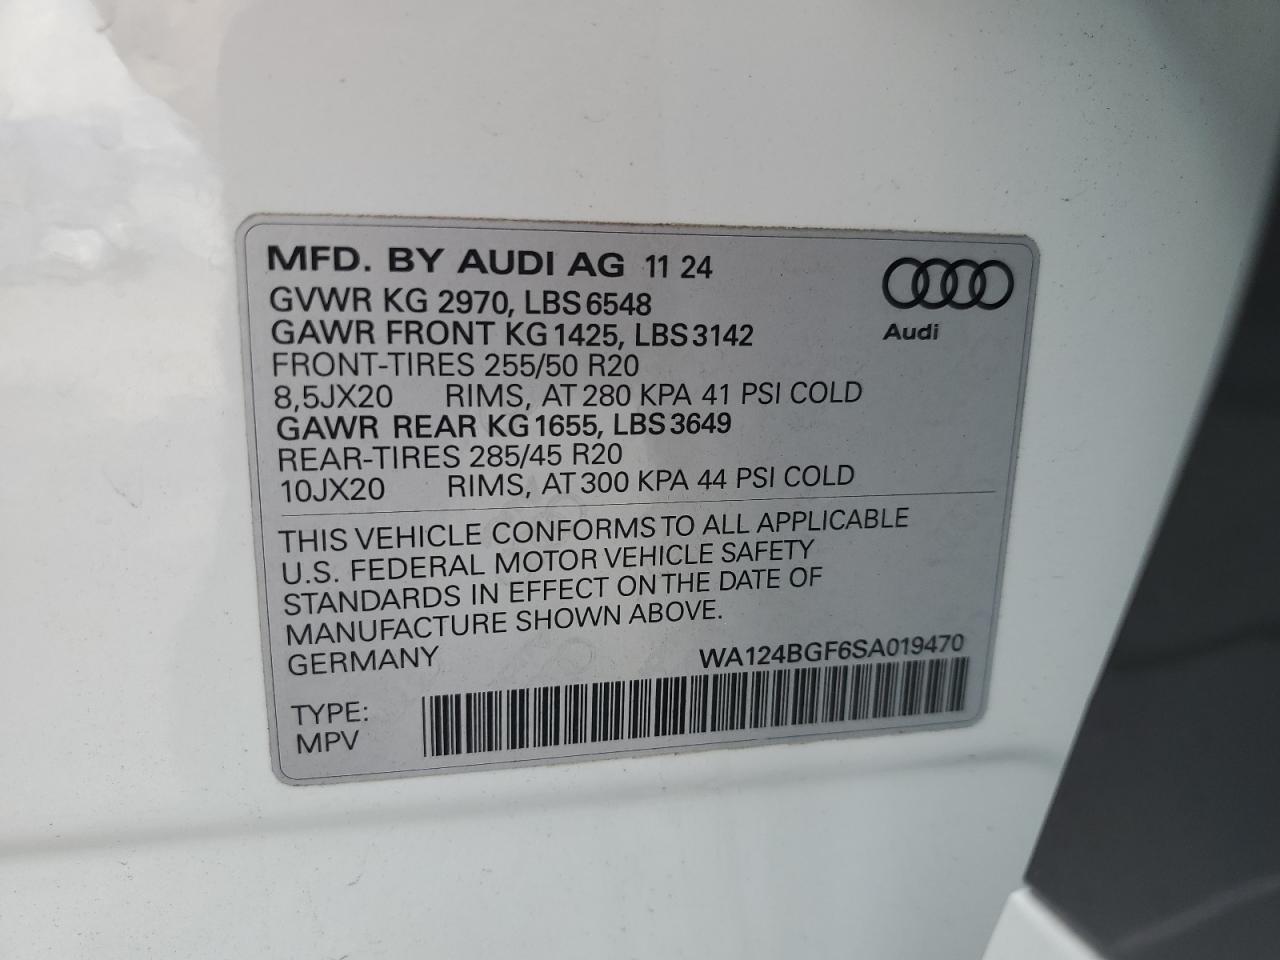 MFD. BY AUDI AG 11 24
GVWR KG 2970, LBS 6548
GAWR FRONT KG 1425, LBS 3142
Audi
FRONT-TIRES 255/50 R20
8,5JX20 RIMS, AT 280 KPA 41 PSI COLD
GAWR REAR KG 1655, LBS 3649
REAR-TIRES 285/45 R20
10JX20 RIMS, AT 300 KPA 44 PSI COLD
THIS VEHICLE CONFORMS TO ALL APPLICABLE
U.S. FEDERAL MOTOR VEHICLE SAFETY
STANDARDS IN EFFECT ON THE DATE OF
MANUFACTURE SHOWN ABOVE.
GERMANY WA124BGF6SA019470
TYPE:
MPV